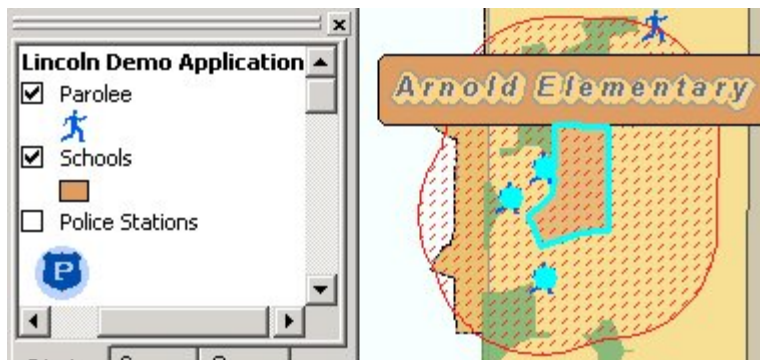 Lincoln Demo Application
Parolee
Schools
Police Stations
P
Arnold Elementary